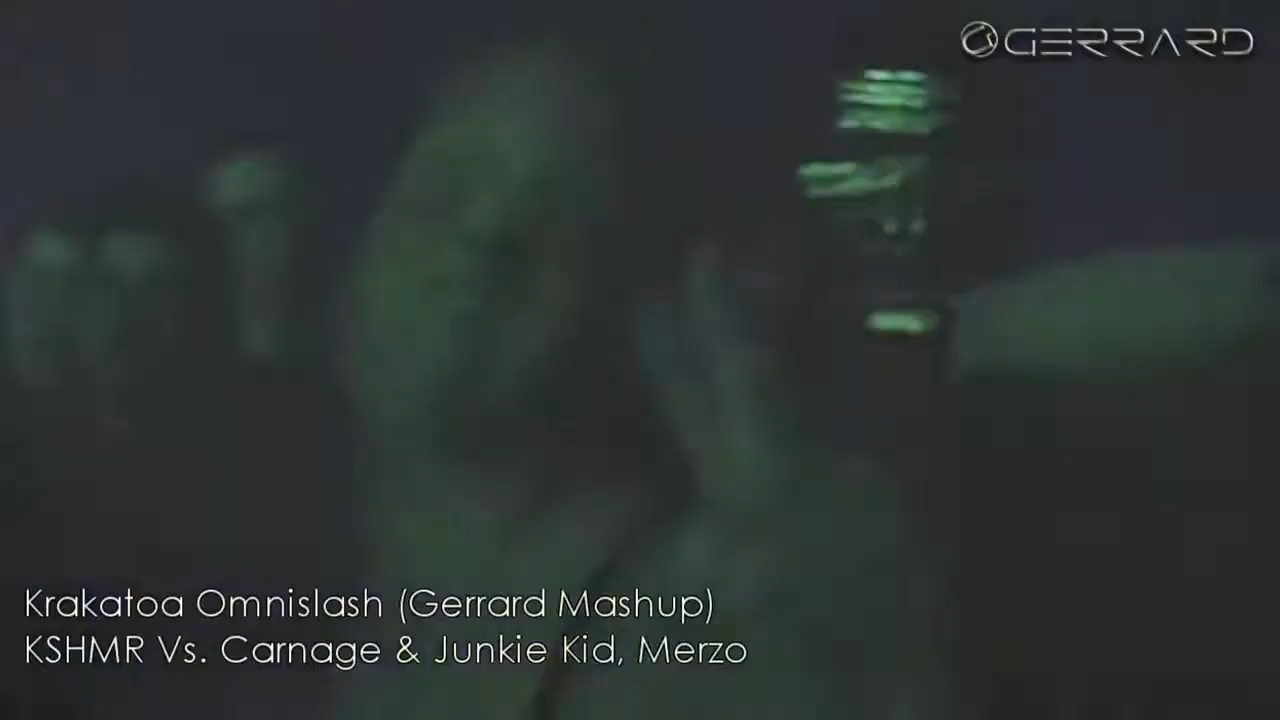 GERRARD
Krakatoa Omnislash (Gerrard Mashup)
KSHMR Vs. Carnage & Junkie Kid, Merzo